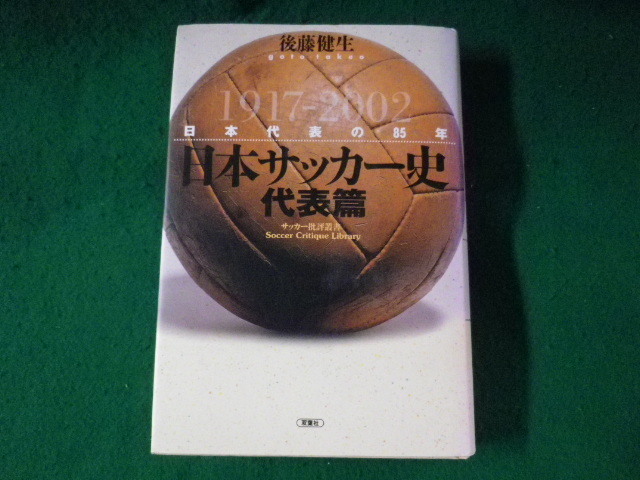 後藤健生
goto takeo
1917-2002
日本代表の85年
日本サッカー史
代表篇
サッカー批評叢書
Soccer Critique Library
双葉社